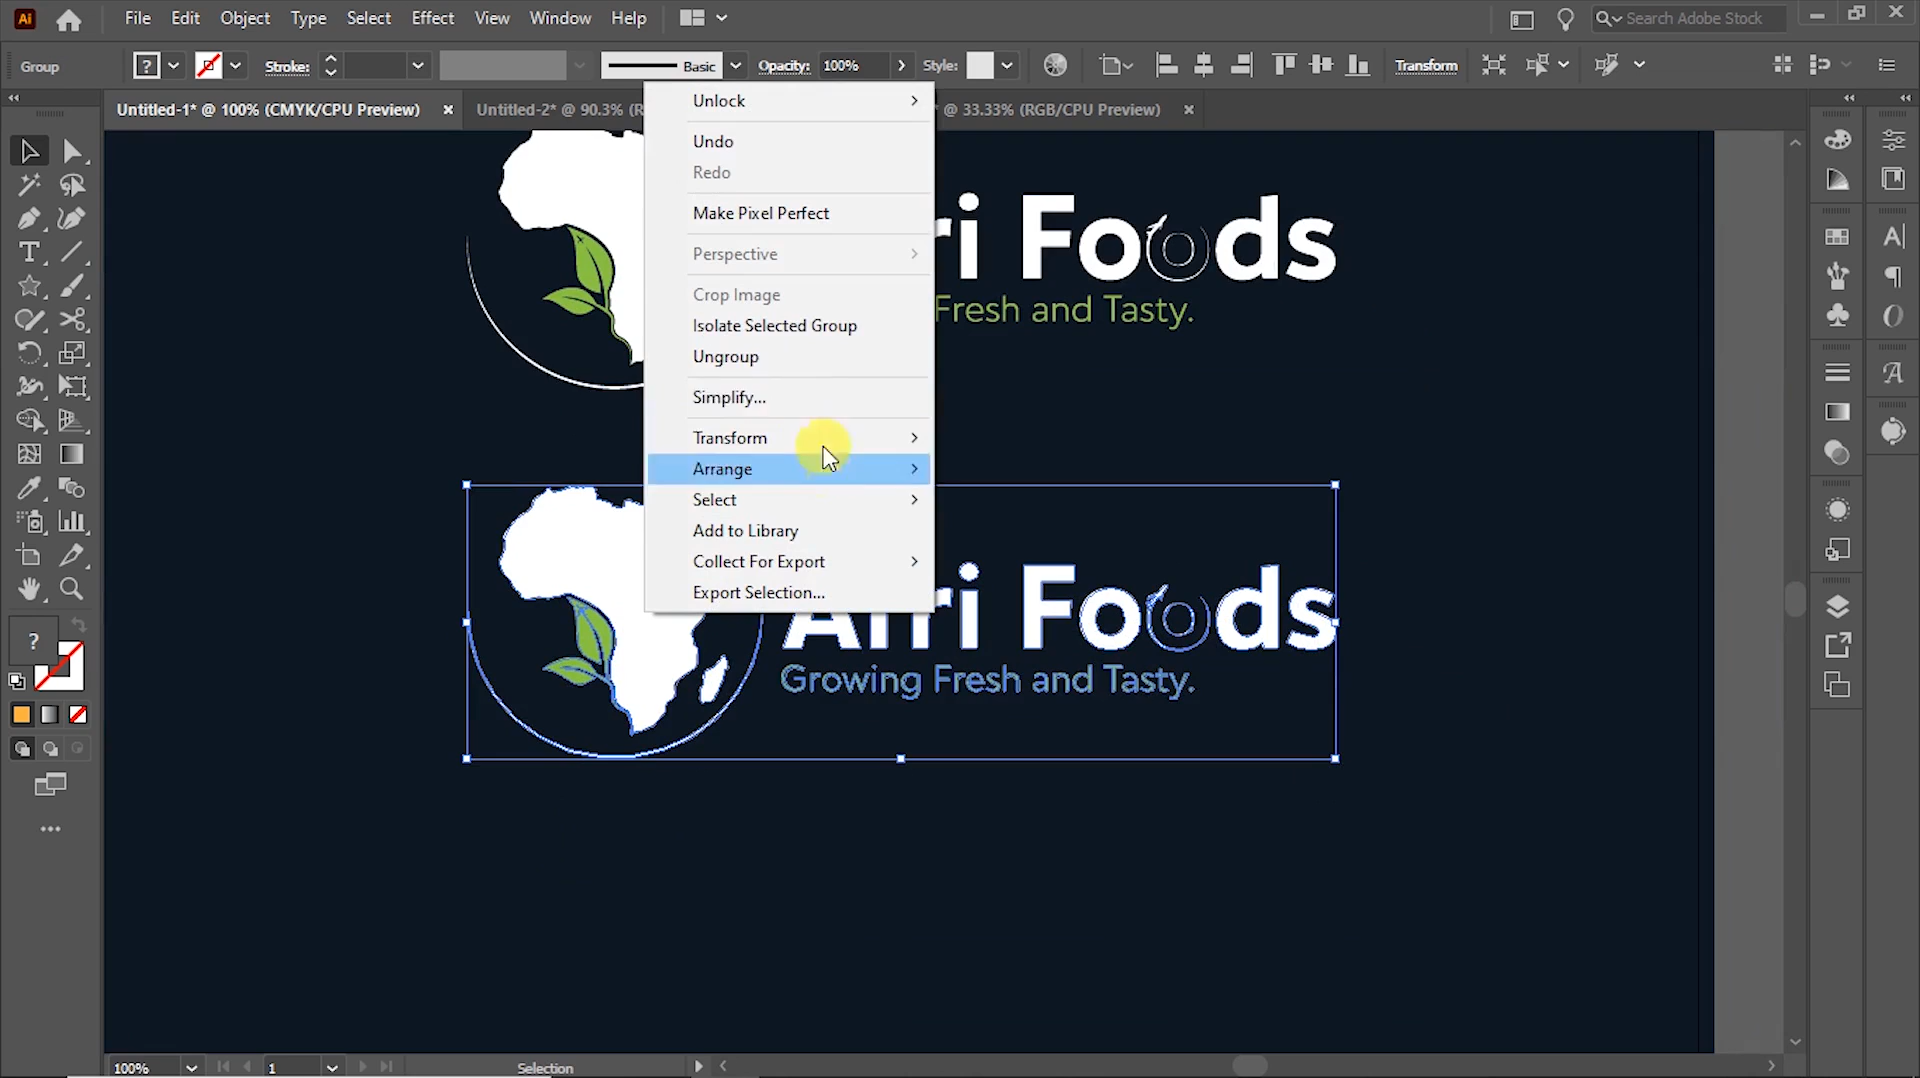 Ai File Edit Object Type Select Effect View Window Help Search Adobe Stock
Group ? Stroke: Basic Opacity: 100% Style: Transform
Untitled-1* @ 100% (CMYK/CPU Preview) × Untitled-2* @ 90.3% (R * @ 33.33% (RGB/CPU Preview) ×
Unlock
Undo
Redo
Make Pixel Perfect
Perspective
Crop Image
Isolate Selected Group
Ungroup
Simplify...
Transform
Arrange
Select
Add to Library
Collect For Export
Export Selection...
ri Foods
Fresh and Tasty.
Afri Foods
Growing Fresh and Tasty.
?
100% 1 Selection